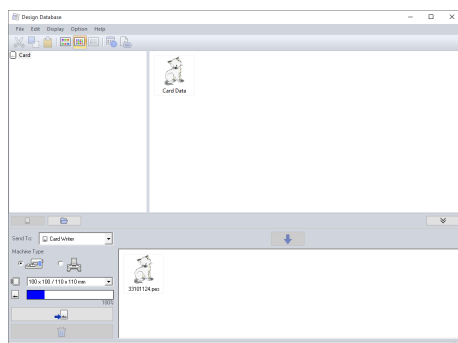 Design Database
File Edit Display Option Help
Card
Card Data
Send To: Card Writer
Machine Type:
100 x 100 / 110 x 110 mm
100%
33101124.pes